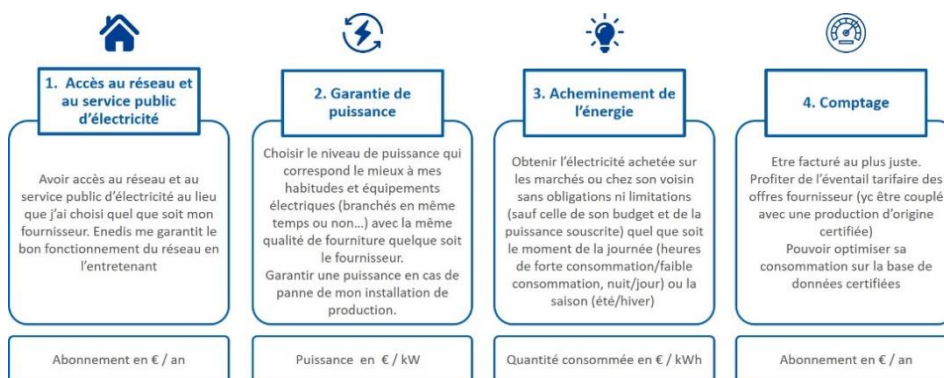 1. Accès au réseau et
au service public
d'électricité
Avoir accès au réseau et au
service public d'électricité au lieu
que j'ai choisi quel que soit mon
fournisseur. Enedis me garantit le
bon fonctionnement du réseau en
l'entretenant
Abonnement en € / an
2. Garantie de
puissance
Choisir le niveau de puissance qui
correspond le mieux à mes
habitudes et équipements
électriques (branchés en même
temps ou non...) avec la même
qualité de fourniture quelque soit
le fournisseur.
Garantir une puissance en cas de
panne de mon installation de
production.
Puissance en € / kW
3. Acheminement de
l'énergie
Obtenir l'électricité achetée sur
les marchés ou chez son voisin
sans obligations ni limitations
(sauf celle de son budget et de la
puissance souscrite) quel que soit
le moment de la journée (heures
de forte consommation/faible
consommation, nuit/jour) ou la
saison (été/hiver)
Quantité consommée en € / kWh
4. Comptage
Etre facturé au plus juste.
Profiter de l'éventail tarifaire des
offres fournisseur (yc être couplé
avec une production d'origine
certifiée)
Pouvoir optimiser sa
consommation sur la base de
données certifiées
Abonnement en € / an